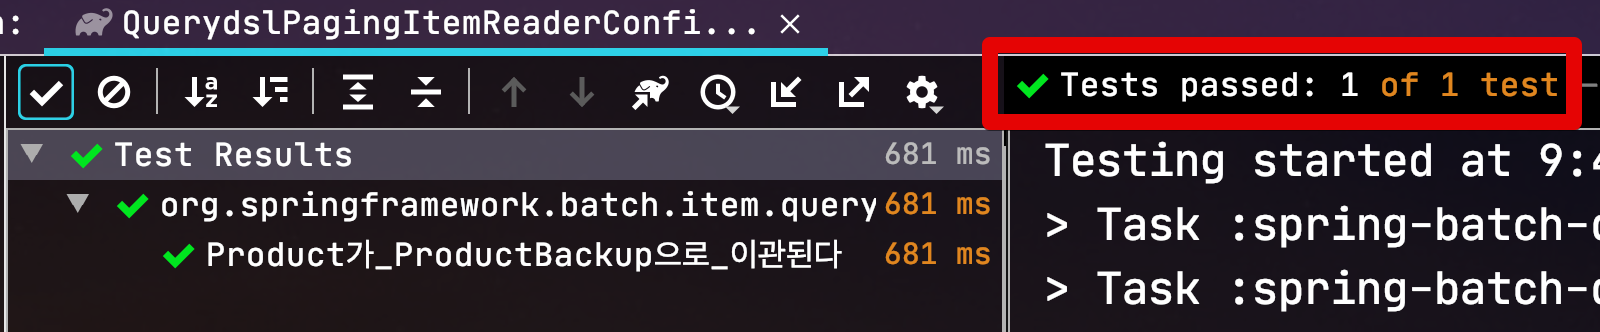 QuerydslPagingItemReaderConfi...
Tests passed: 1 of 1 test
Test Results 681 ms
org.springframework.batch.item.query 681 ms
Product가_ProductBackup으로_이관된다 681 ms
Testing started at 9:4
> Task :spring-batch-
> Task :spring-batch-